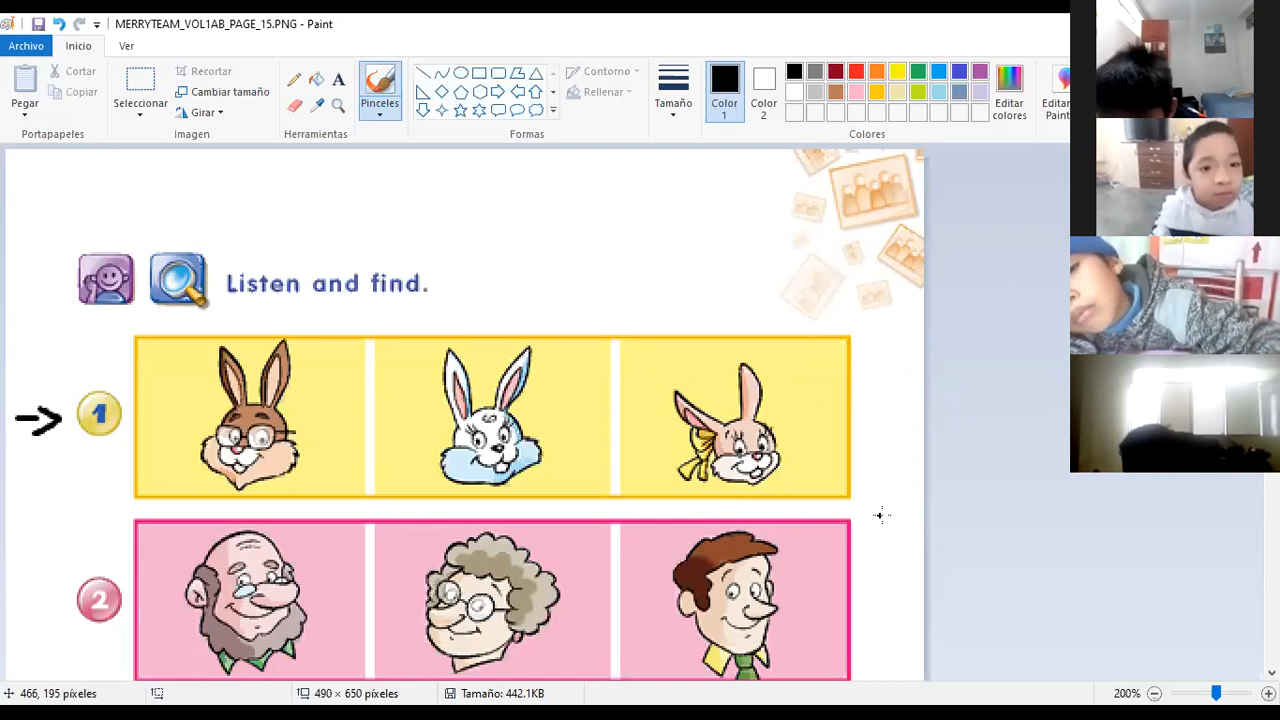 MERRYTEAM_VOL1AB_PAGE_15.PNG - Paint
Archivo Inicio Ver
Pegar
Cortar
Copiar
Portapapeles
Seleccionar
Recortar
Cambiar tamaño
Girar
Imagen
A
Herramientas
Pinceles
Contorno
Rellenar
Formas
Tamaño
Color
1
Color
2
Editar
colores
Editar
Paint
Colores
Listen and find.
1
2
466, 195 píxeles
490 × 650 píxeles
Tamaño: 442.1KB
200%